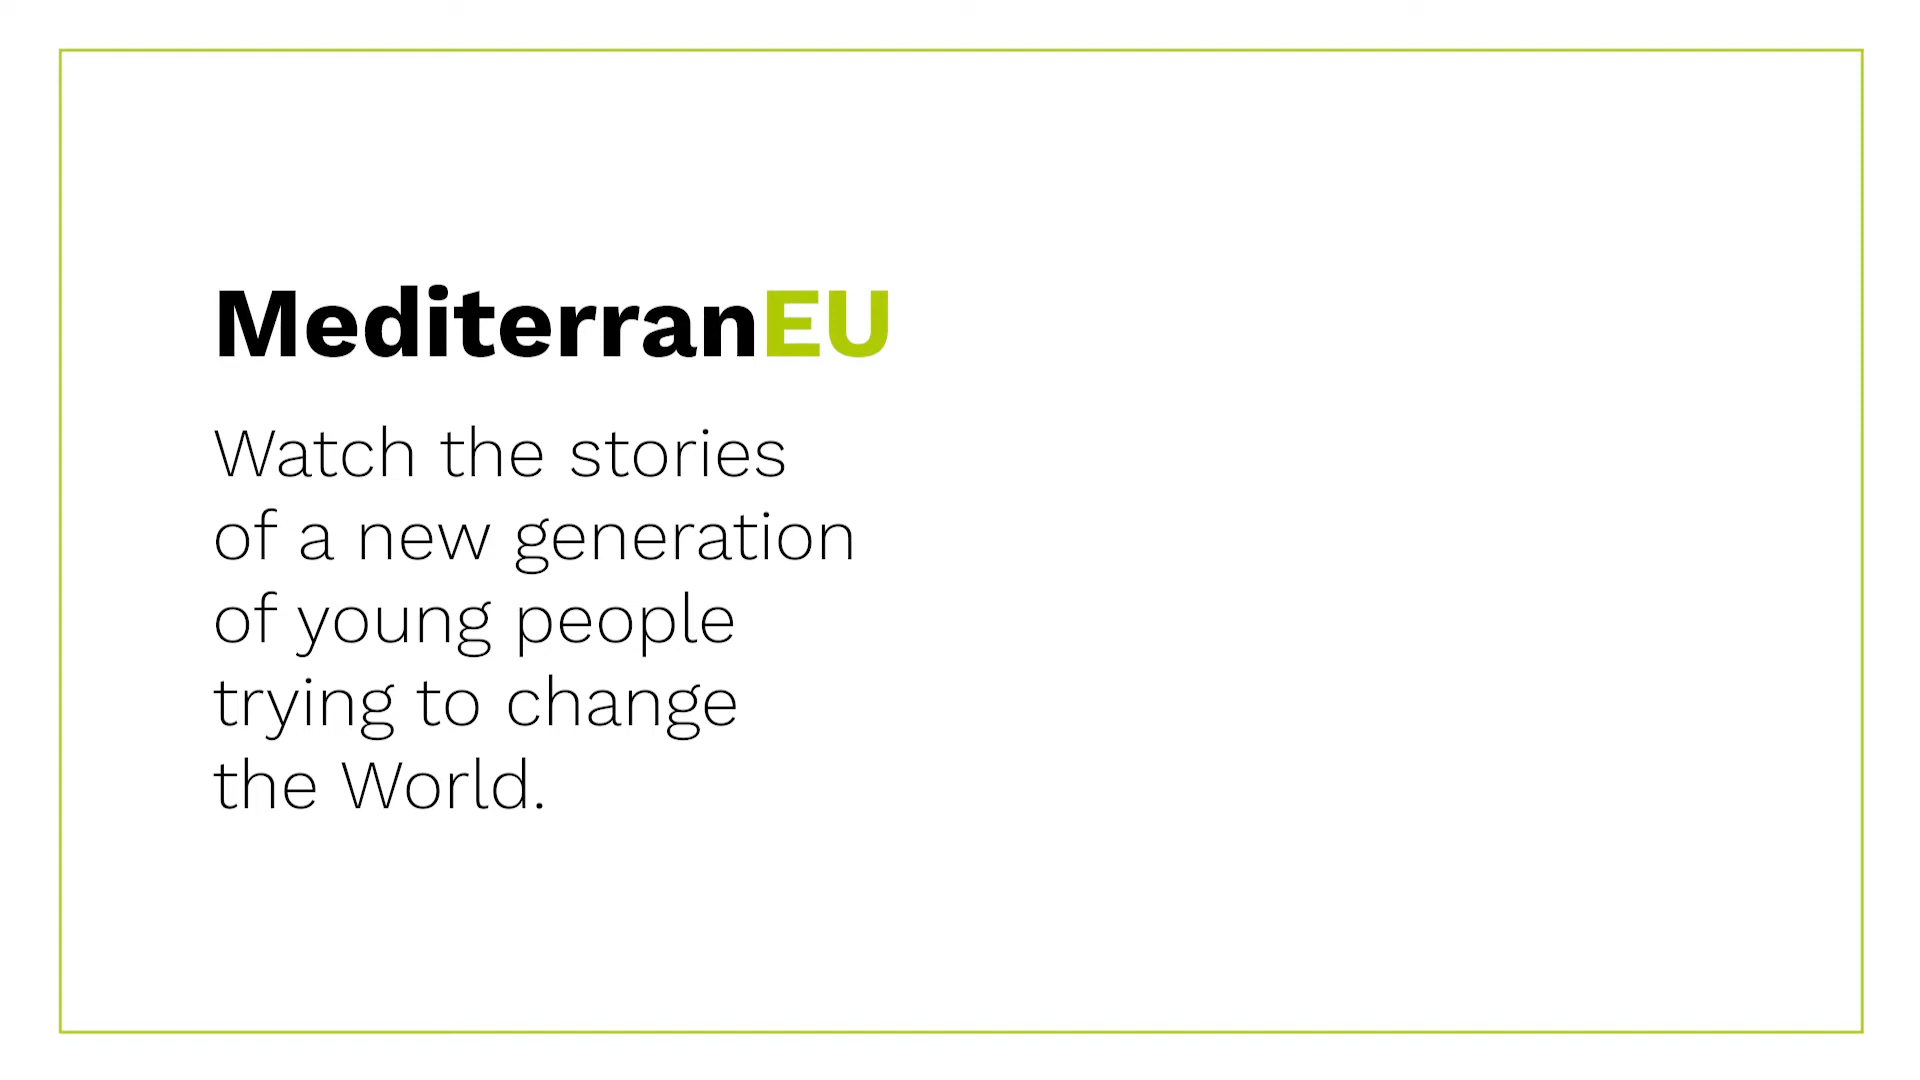 MediterranEU
Watch the stories
of a new generation
of young people
trying to change
the World.